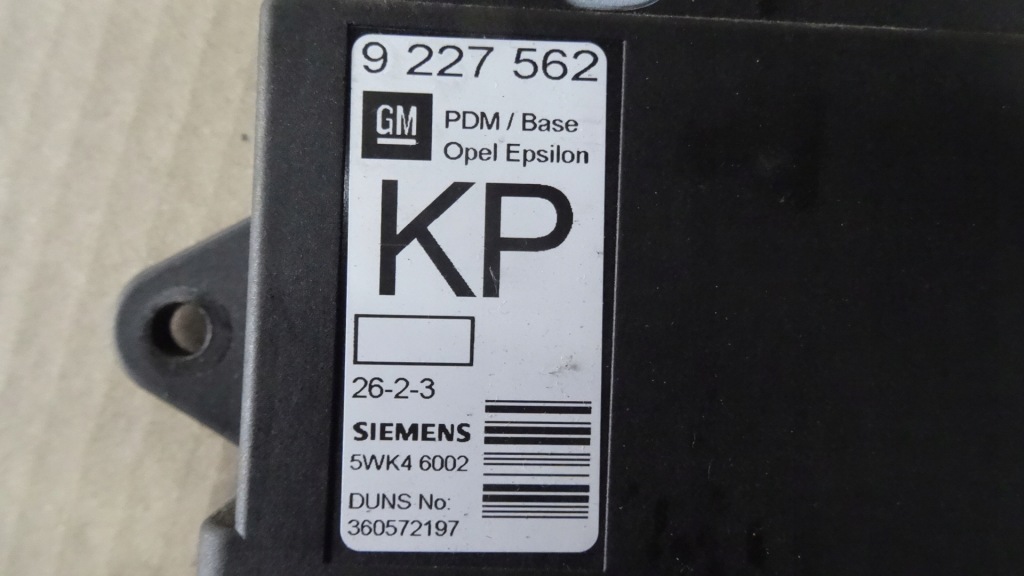 9 227 562
GM
PDM / Base
Opel Epsilon
KP
26-2-3
SIEMENS
5WK4 6002
DUNS No:
360572197